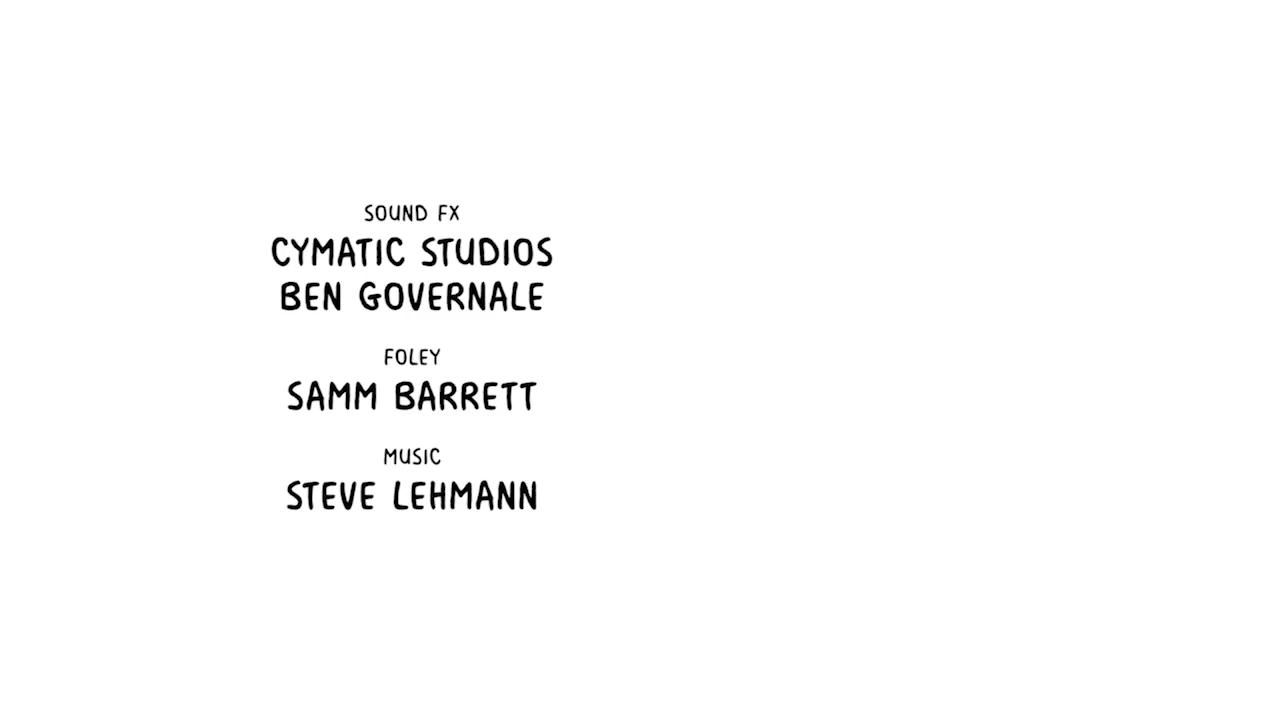 SOUND FX
CYMATIC STUDIOS
BEN GOVERNALE
FOLEY
SAMM BARRETT
MUSIC
STEVE LEHMANN